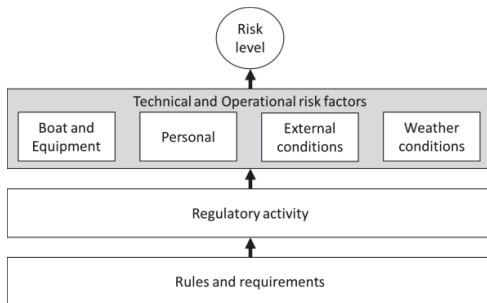 Risk
level
Technical and Operational risk factors
Boat and
Equipment
Personal
External
conditions
Weather
conditions
Regulatory activity
Rules and requirements